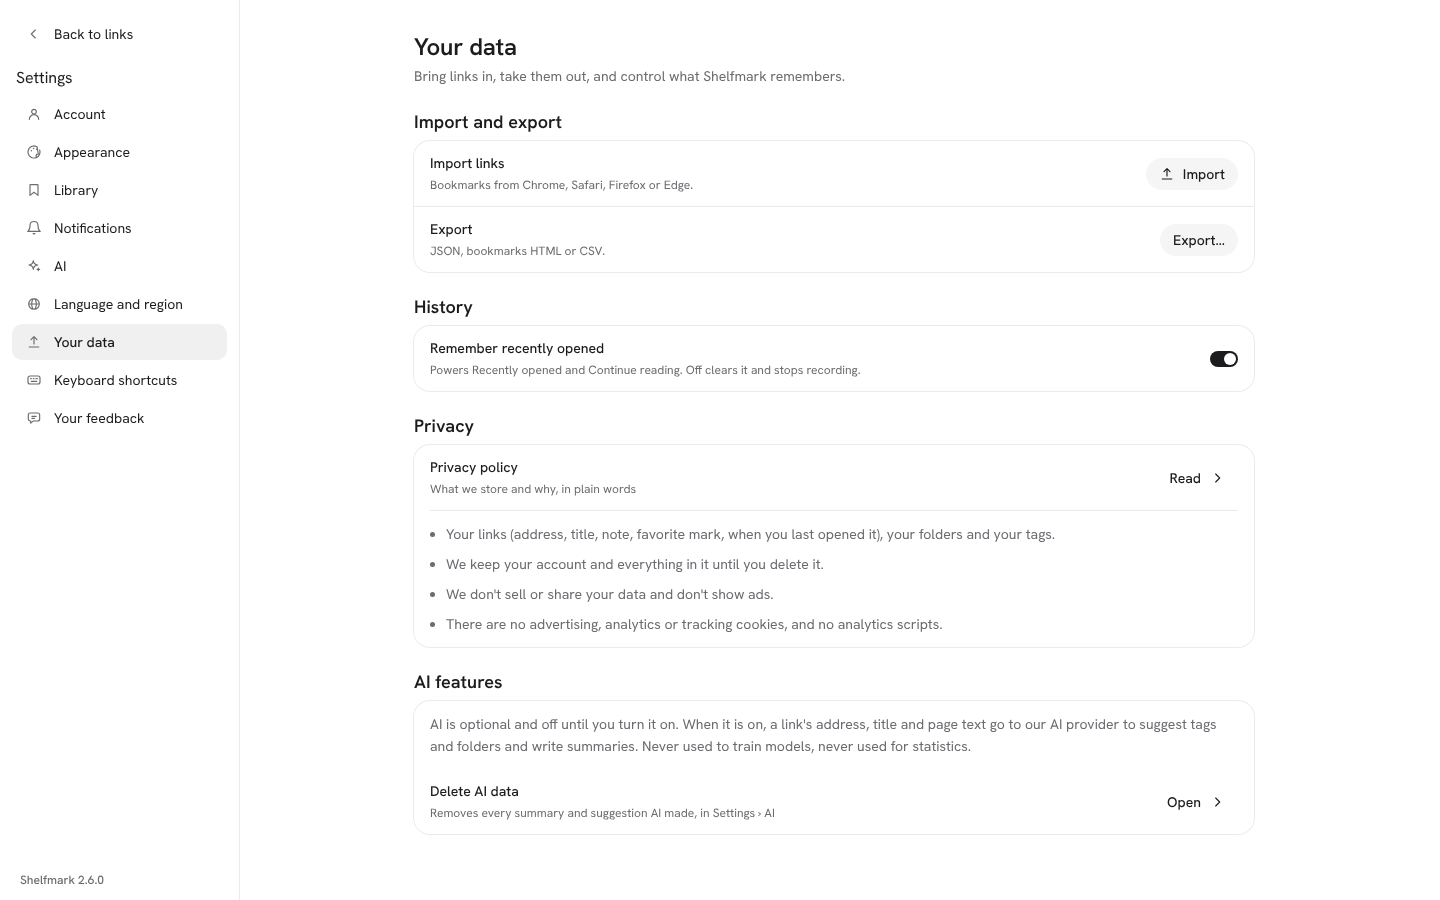 Back to links
Settings
Account
Appearance
Library
Notifications
AI
Language and region
Your data
Keyboard shortcuts
Your feedback
Shelfmark 2.6.0
Your data
Bring links in, take them out, and control what Shelfmark remembers.
Import and export
Import links
Bookmarks from Chrome, Safari, Firefox or Edge.
Import
Export
JSON, bookmarks HTML or CSV.
Export…
History
Remember recently opened
Powers Recently opened and Continue reading. Off clears it and stops recording.
Privacy
Privacy policy
What we store and why, in plain words
Read
Your links (address, title, note, favorite mark, when you last opened it), your folders and your tags.
We keep your account and everything in it until you delete it.
We don't sell or share your data and don't show ads.
There are no advertising, analytics or tracking cookies, and no analytics scripts.
AI features
AI is optional and off until you turn it on. When it is on, a link's address, title and page text go to our AI provider to suggest tags
and folders and write summaries. Never used to train models, never used for statistics.
Delete AI data
Removes every summary and suggestion AI made, in Settings › AI
Open